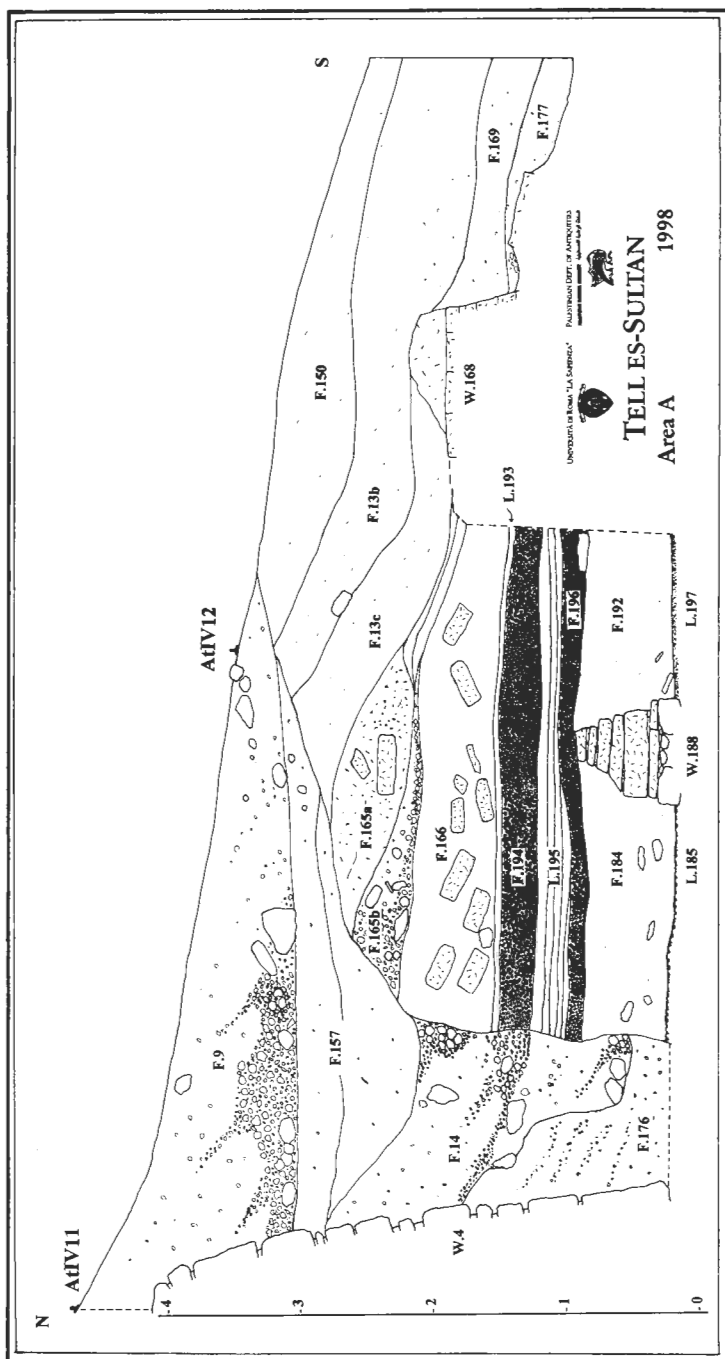 N
S
AtIV11
AtIV12
F.9
F.150
F.13b
F.13c
F.157
F.165a
F.165b
F.169
F.177
W.168
F.166
F.14
W.4
L.193
F.194
L.195
F.196
F.176
F.184
F.192
L.185
W.188
L.197
-4
-3
-2
-1
-0
UNIVERSITÀ DI ROMA "LA SAPIENZA"
PALESTINIAN DEPT. OF ANTIQUITIES
TELL ES-SULTAN
Area A 1998